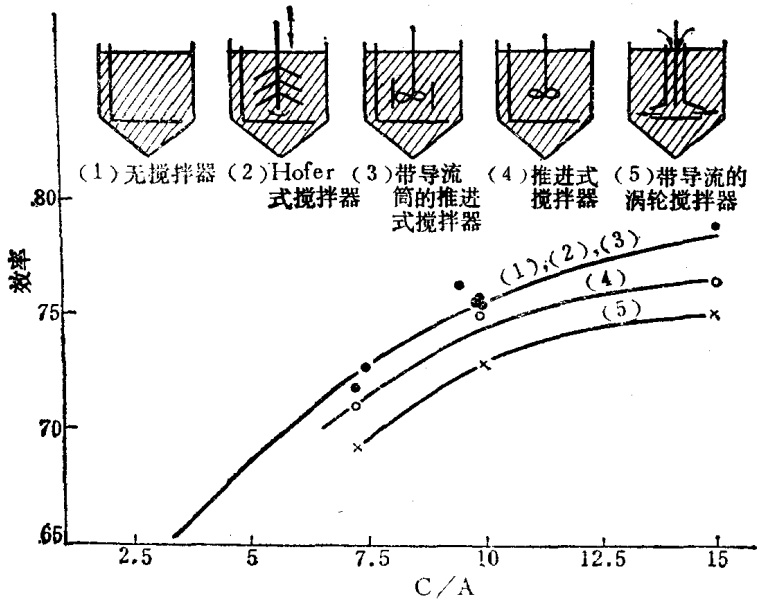 (1)无搅拌器
(2)Hofer
式搅拌器
(3)带导流
筒的推进
式搅拌器
(4)推进式
搅拌器
(5)带导流的
涡轮搅拌器
.80
75
70
.65
效率
(1),(2),(3)
(4)
(5)
2.5 5 7.5 10 12.5 15
C/A